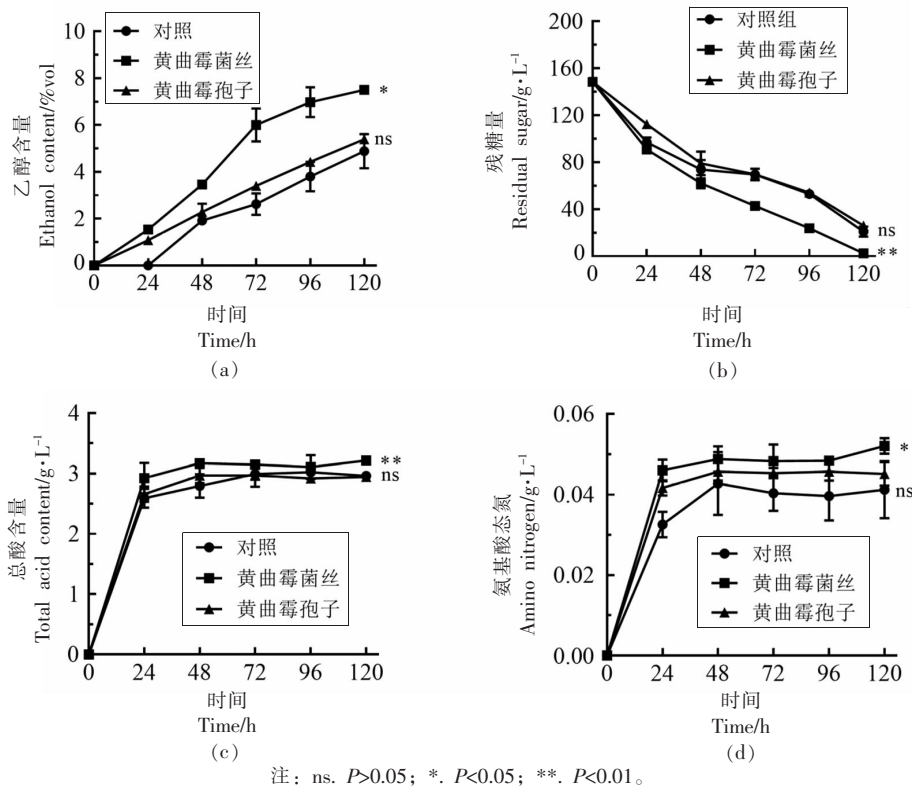 乙醇含量
Ethanol content/%vol
10
8
6
4
2
0
对照
黄曲霉菌丝
黄曲霉孢子
*
ns
0 24 48 72 96 120
时间
Time/h
(a)
残糖量
Residual sugar/g·L⁻¹
200
160
120
80
40
0
对照组
黄曲霉菌丝
黄曲霉孢子
ns
**
0 24 48 72 96 120
时间
Time/h
(b)
总酸含量
Total acid content/g·L⁻¹
4
3
2
1
0
**
ns
对照
黄曲霉菌丝
黄曲霉孢子
0 24 48 72 96 120
时间
Time/h
(c)
氨基酸态氮
Amino nitrogen/g·L⁻¹
0.06
0.04
0.02
0.00
*
ns
对照
黄曲霉菌丝
黄曲霉孢子
0 24 48 72 96 120
时间
Time/h
(d)
注：ns. P>0.05；*. P<0.05；**. P<0.01。